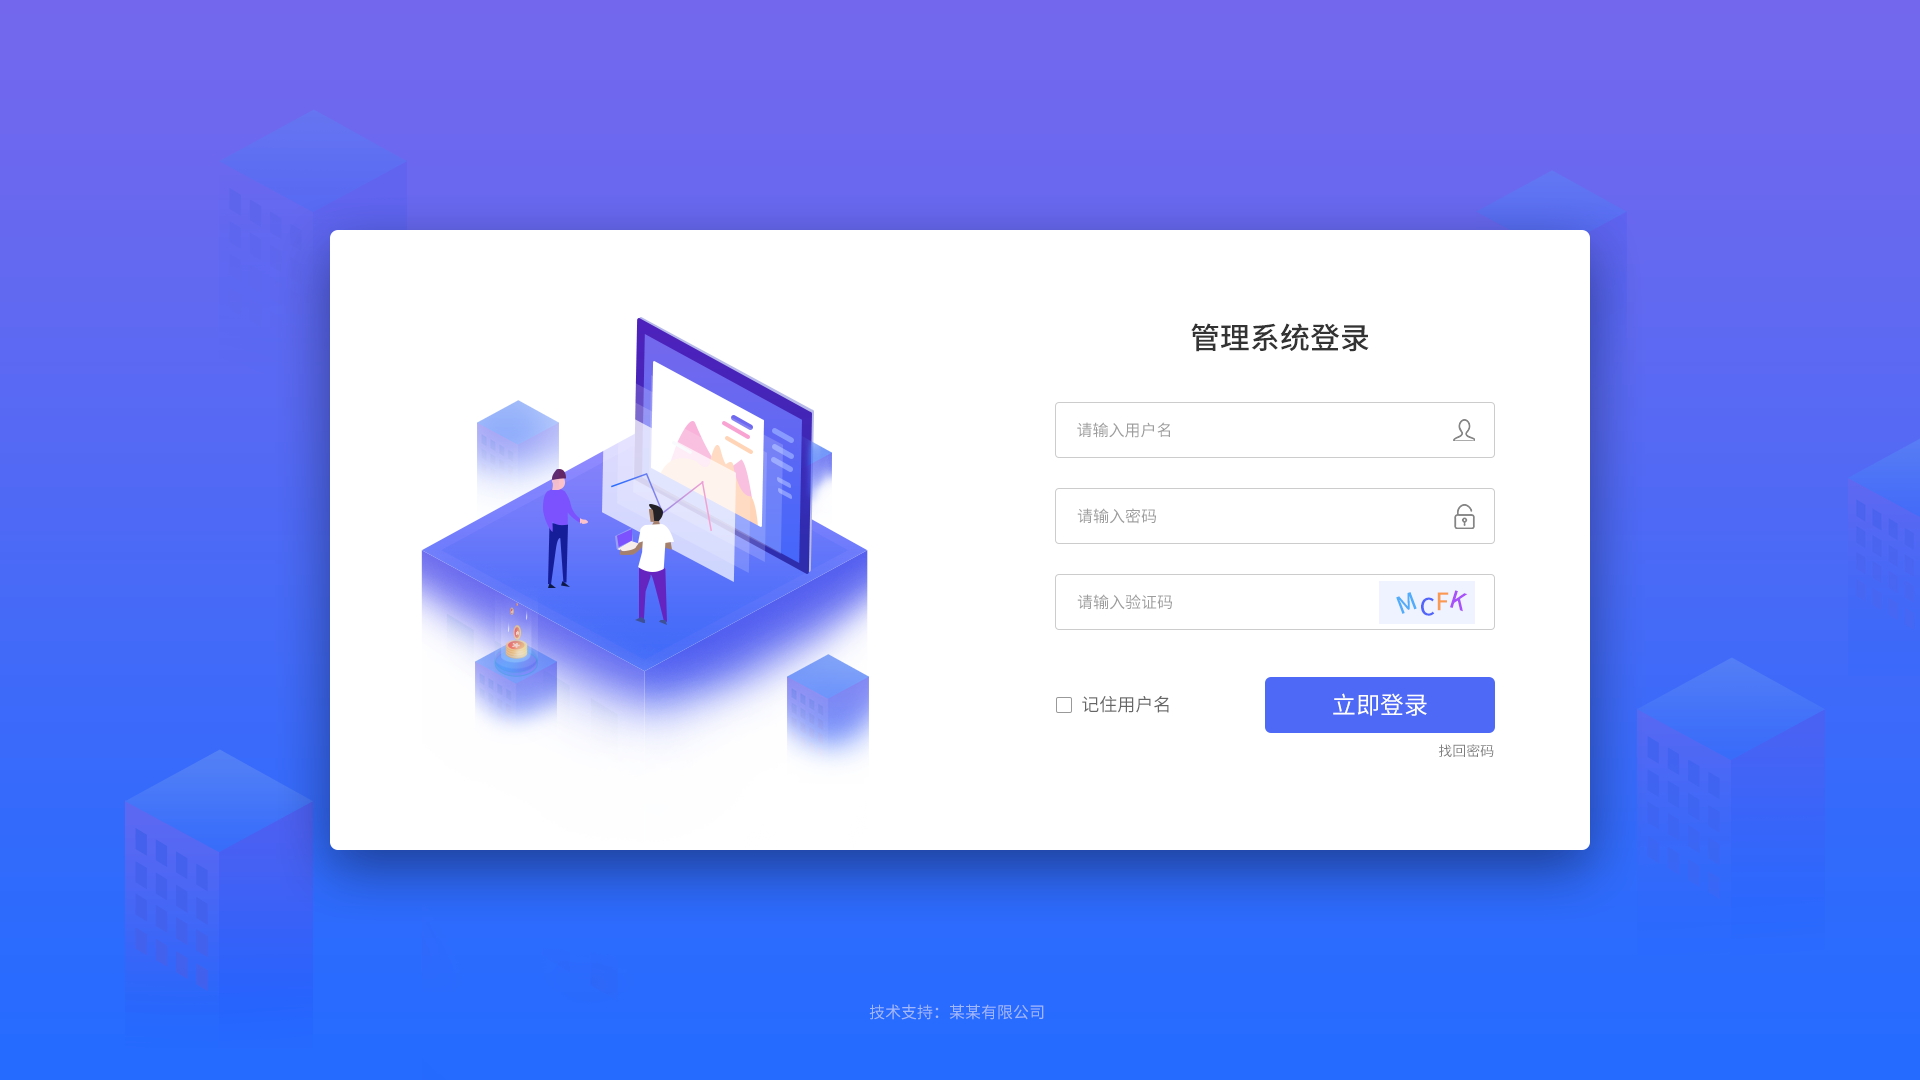 管理系统登录
请输入用户名
请输入密码
请输入验证码
MCFK
记住用户名
立即登录
找回密码
技术支持：某某有限公司